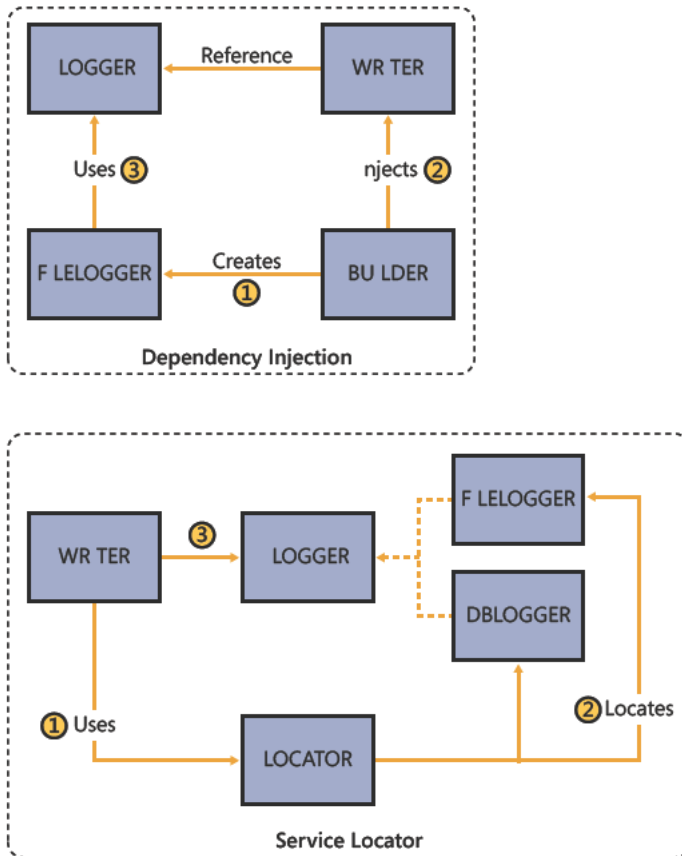 LOGGER
Reference
WR TER
Uses 3
njects 2
F LELOGGER
Creates
1
BU LDER
Dependency Injection
F LELOGGER
WR TER
3
LOGGER
DBLOGGER
1 Uses
2 Locates
LOCATOR
Service Locator